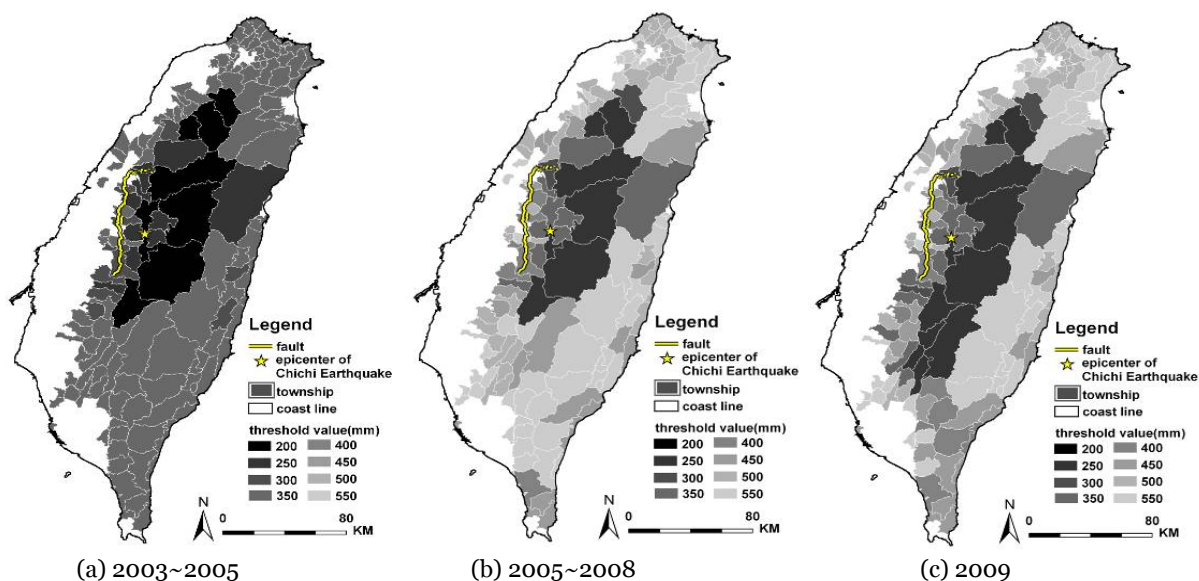 Legend
fault
epicenter of
Chichi Earthquake
township
coast line
threshold value(mm)
200 400
250 450
300 500
350 550
N
0 80
KM
(a) 2003~2005
Legend
fault
epicenter of
Chichi Earthquake
township
coast line
threshold value(mm)
200 400
250 450
300 500
350 550
N
0 80
KM
(b) 2005~2008
Legend
fault
epicenter of
Chichi Earthquake
township
coast line
threshold value(mm)
200 400
250 450
300 500
350 550
N
0 80
KM
(c) 2009